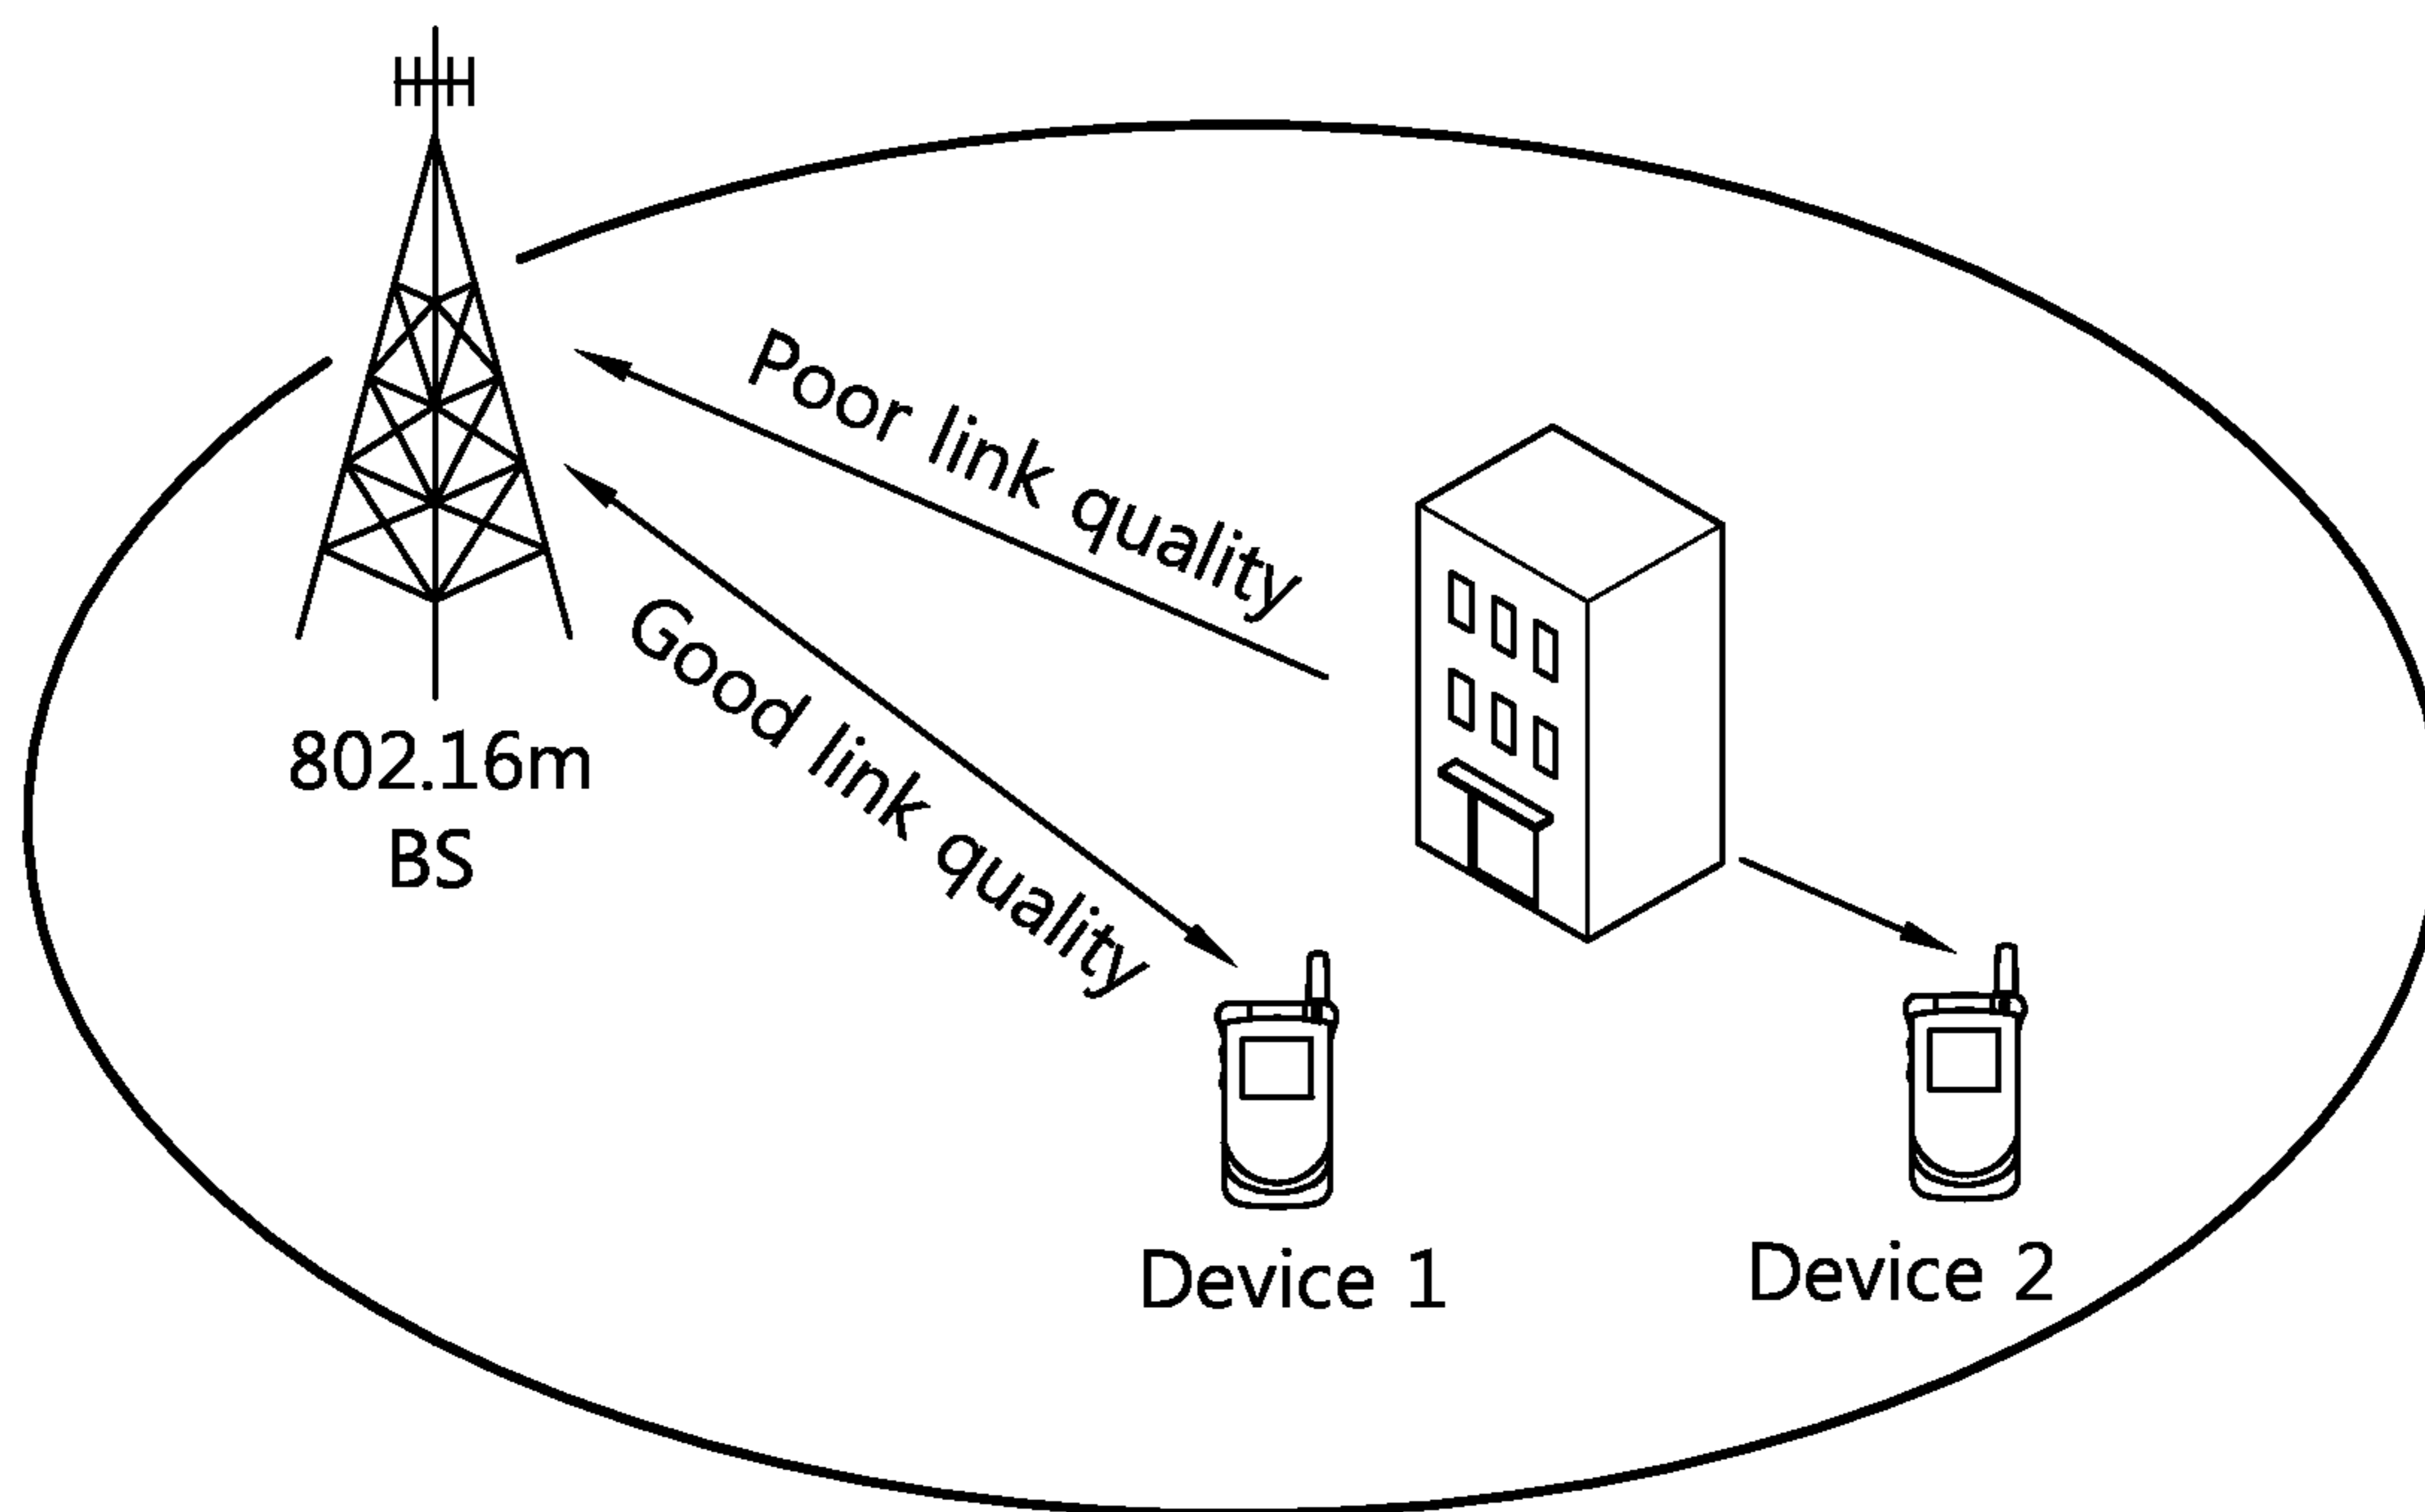 Poor link quality
Good link quality
802.16m
BS
Device 1
Device 2